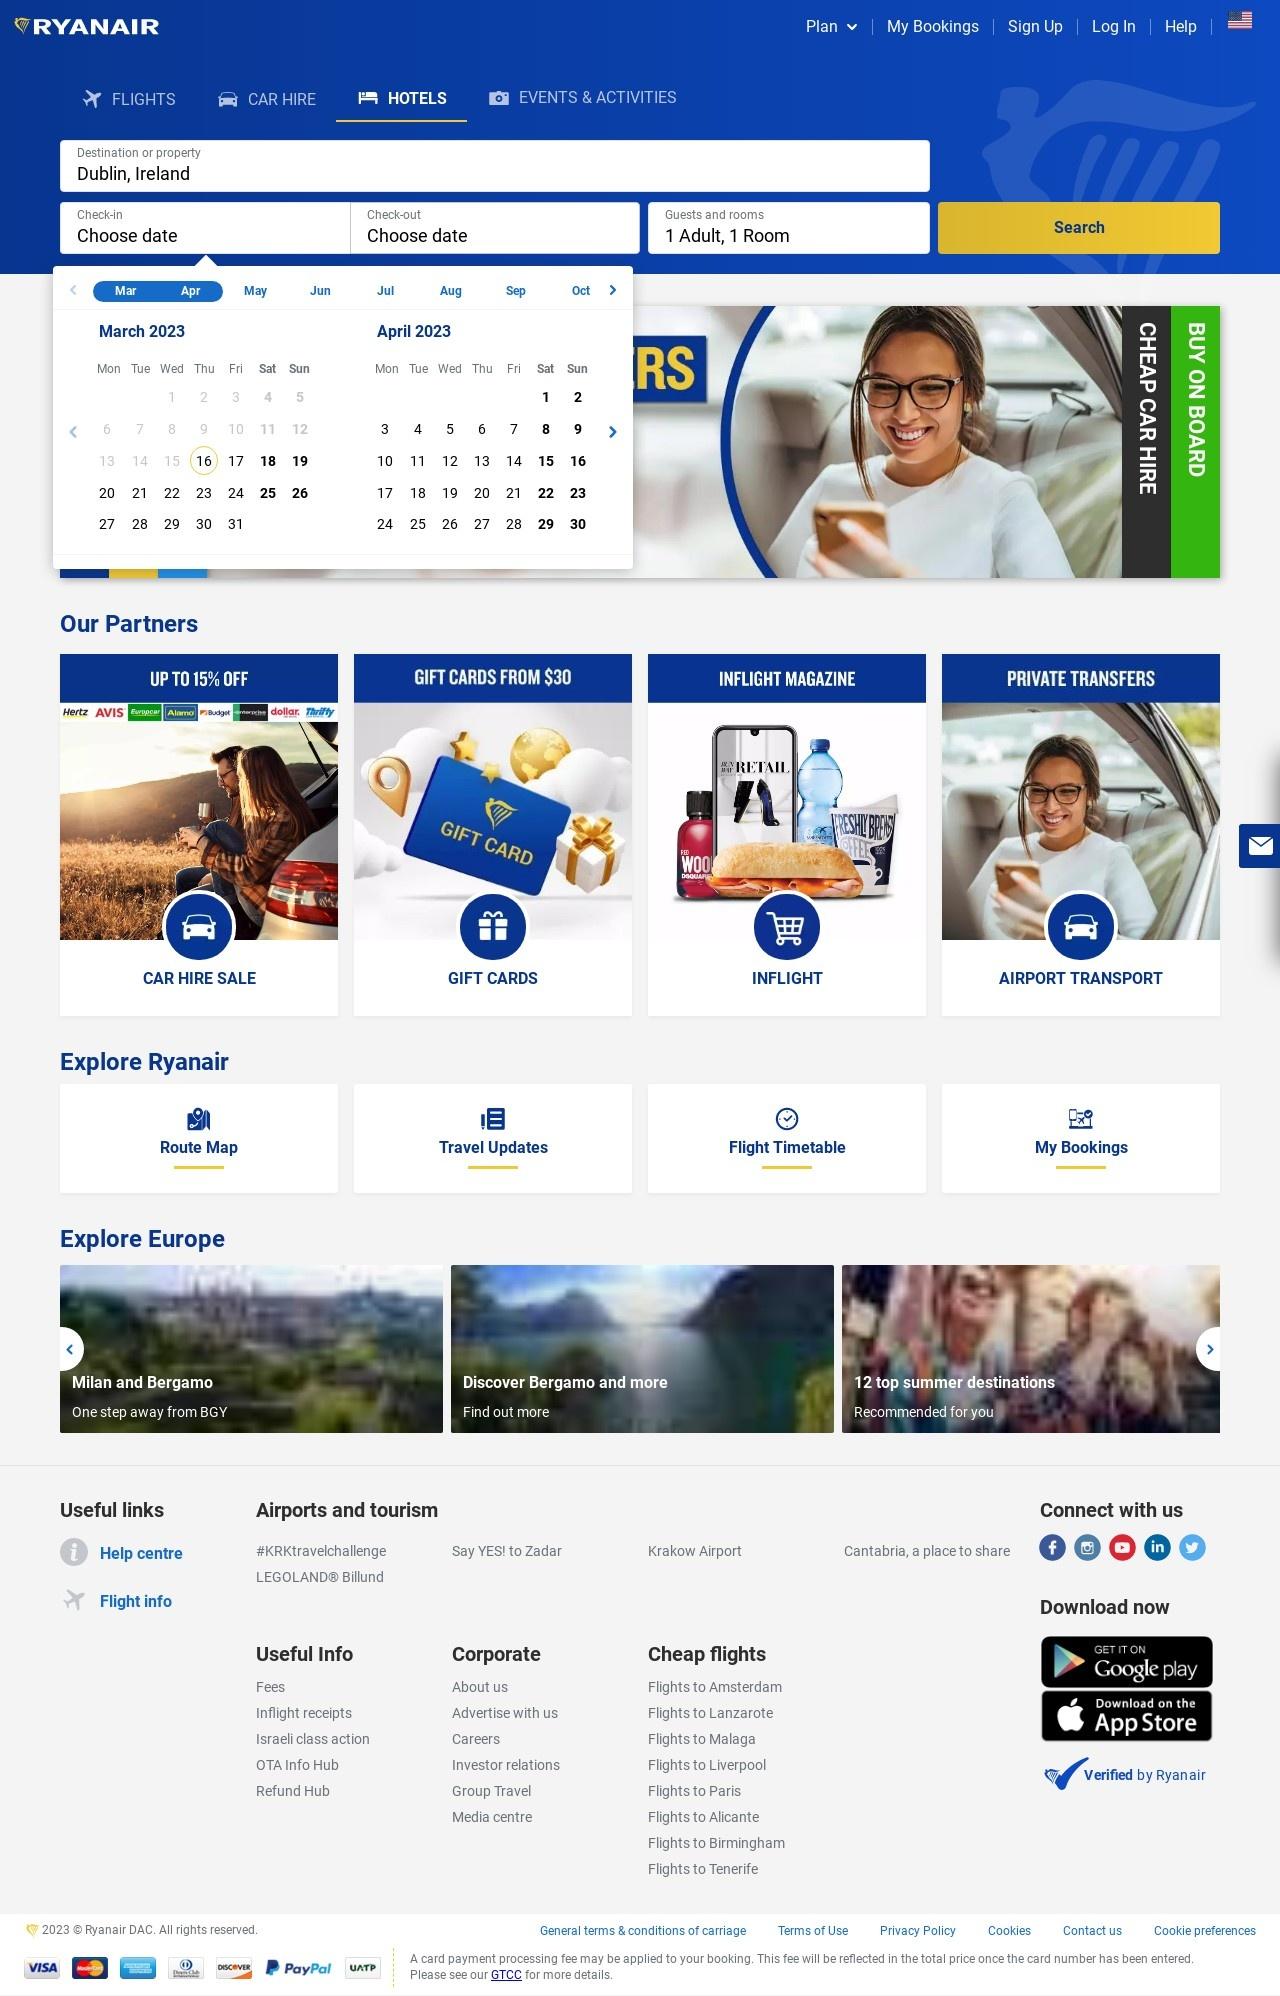 RYANAIR
Plan
My Bookings
Sign Up
Log In
Help
FLIGHTS
CAR HIRE
HOTELS
EVENTS & ACTIVITIES
Destination or property
Dublin, Ireland
Check-in
Choose date
Check-out
Choose date
Guests and rooms
1 Adult, 1 Room
Search
Mar Apr May Jun Jul Aug Sep Oct
March 2023
Mon Tue Wed Thu Fri Sat Sun
1 2 3 4 5
6 7 8 9 10 11 12
13 14 15 16 17 18 19
20 21 22 23 24 25 26
27 28 29 30 31
April 2023
Mon Tue Wed Thu Fri Sat Sun
1 2
3 4 5 6 7 8 9
10 11 12 13 14 15 16
17 18 19 20 21 22 23
24 25 26 27 28 29 30
ERS
CHEAP CAR HIRE
BUY ON BOARD
Our Partners
UP TO 15% OFF
Hertz AVIS Europcar Alamo Budget enterprise dollar. Thrifty
CAR HIRE SALE
GIFT CARDS FROM $30
GIFT CARD
GIFT CARDS
INFLIGHT MAGAZINE
RETAIL
RED
WOOD
DSQUARED
FRESHLY BREWED
COFFEE
INFLIGHT
PRIVATE TRANSFERS
AIRPORT TRANSPORT
Explore Ryanair
Route Map
Travel Updates
Flight Timetable
My Bookings
Explore Europe
Milan and Bergamo
One step away from BGY
Discover Bergamo and more
Find out more
12 top summer destinations
Recommended for you
Useful links
Help centre
Flight info
Airports and tourism
#KRKtravelchallenge
Say YES! to Zadar
Krakow Airport
Cantabria, a place to share
LEGOLAND® Billund
Useful Info
Fees
Inflight receipts
Israeli class action
OTA Info Hub
Refund Hub
Corporate
About us
Advertise with us
Careers
Investor relations
Group Travel
Media centre
Cheap flights
Flights to Amsterdam
Flights to Lanzarote
Flights to Malaga
Flights to Liverpool
Flights to Paris
Flights to Alicante
Flights to Birmingham
Flights to Tenerife
Connect with us
Download now
GET IT ON
Google play
Download on the
App Store
Verified by Ryanair
2023 © Ryanair DAC. All rights reserved.
General terms & conditions of carriage
Terms of Use
Privacy Policy
Cookies
Contact us
Cookie preferences
VISA MasterCard Diners Club DISCOVER PayPal UATP
A card payment processing fee may be applied to your booking. This fee will be reflected in the total price once the card number has been entered.
Please see our GTCC for more details.